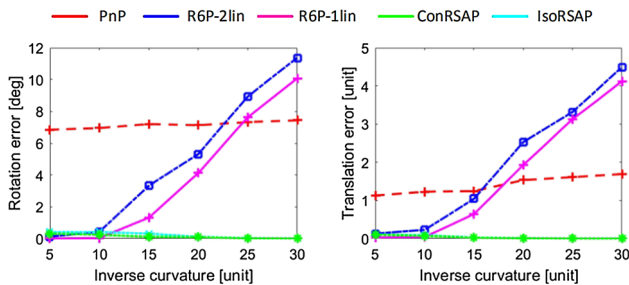 PnP R6P-2lin R6P-1lin ConRSAP IsoRSAP
12
10
8
6
4
2
0
Rotation error [deg]
5 10 15 20 25 30
Inverse curvature [unit]
5
4
3
2
1
0
Translation error [unit]
5 10 15 20 25 30
Inverse curvature [unit]